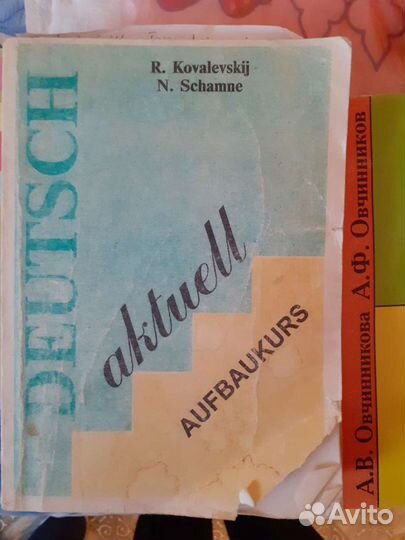 R. Kovalevskij
N. Schamne
DEUTSCH
aktuell
AUFBAUKURS
А.В. Овчинникова А.Ф. Овчинников
Avito